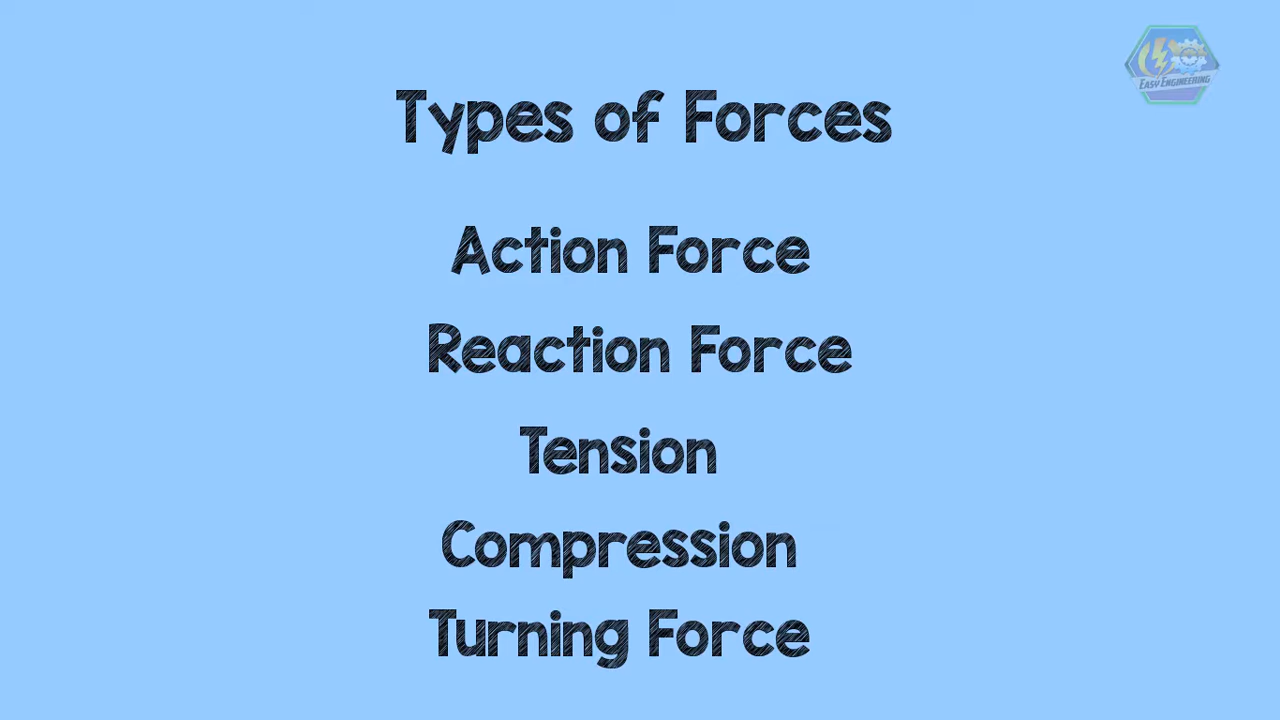 EASY ENGINEERING
Types of Forces
Action Force
Reaction Force
Tension
Compression
Turning Force